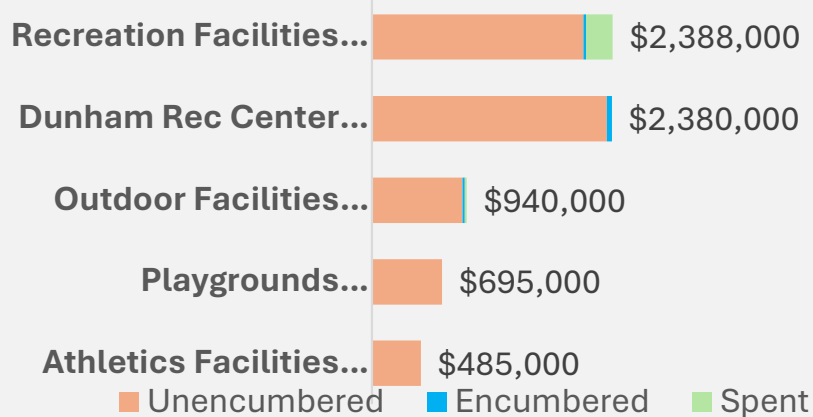 Recreation Facilities... $2,388,000
Dunham Rec Center... $2,380,000
Outdoor Facilities... $940,000
Playgrounds... $695,000
Athletics Facilities... $485,000
Unencumbered Encumbered Spent